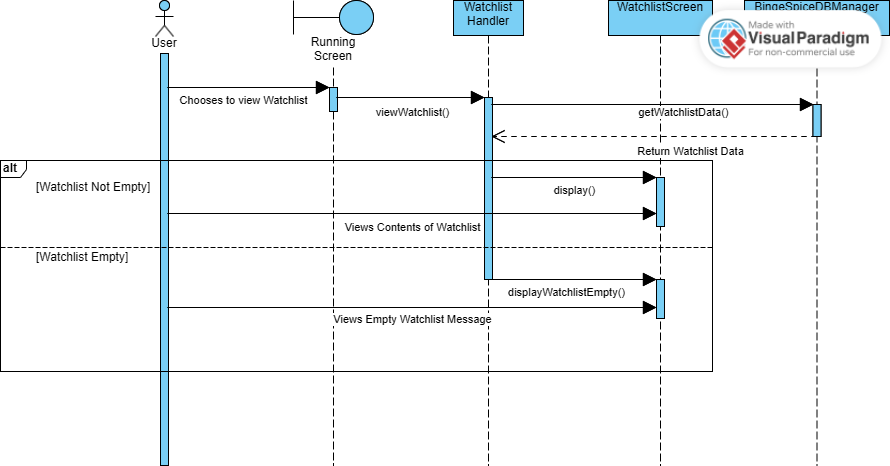 Watchlist
Handler
WatchlistScreen
BingeSpiceDBManager
Made with
VisualParadigm
For non-commercial use
User
Running
Screen
Chooses to view Watchlist
viewWatchlist()
getWatchlistData()
Return Watchlist Data
alt
[Watchlist Not Empty]
display()
Views Contents of Watchlist
[Watchlist Empty]
displayWatchlistEmpty()
Views Empty Watchlist Message